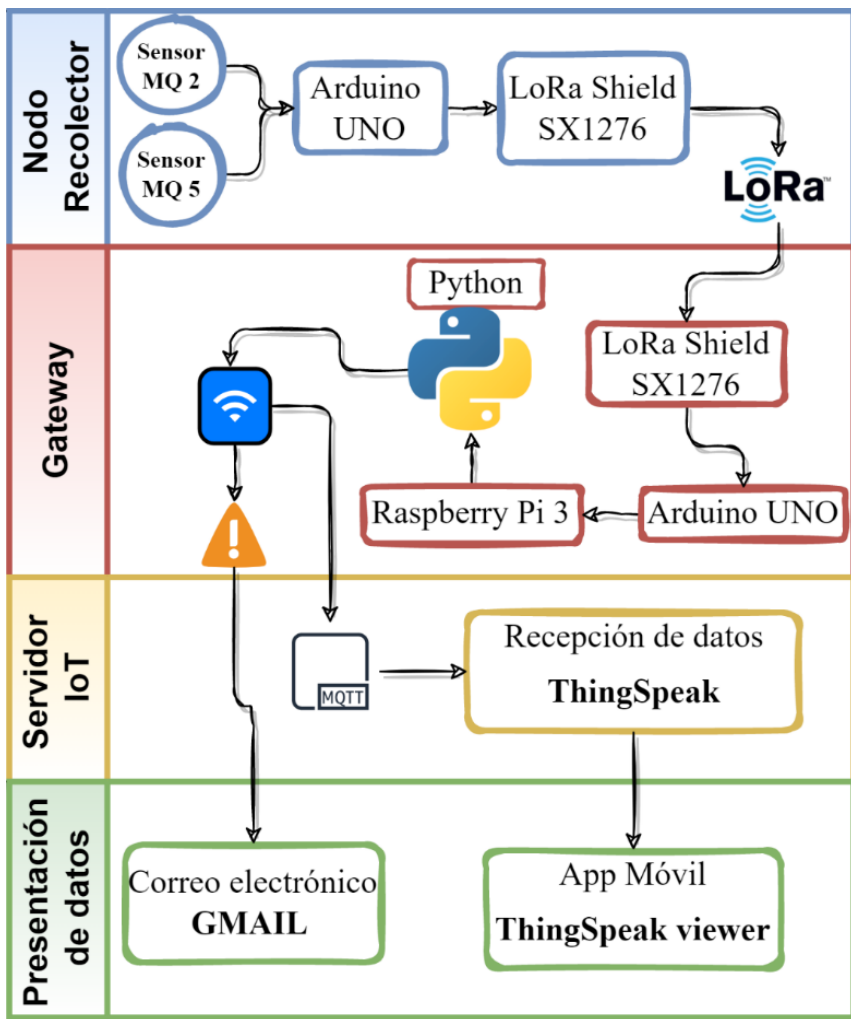 Nodo
Recolector
Sensor
MQ 2
Sensor
MQ 5
Arduino
UNO
LoRa Shield
SX1276
LoRa™
Gateway
Python
LoRa Shield
SX1276
Raspberry Pi 3
Arduino UNO
Servidor
IoT
MQTT
Recepción de datos
ThingSpeak
Presentación
de datos
Correo electrónico
GMAIL
App Móvil
ThingSpeak viewer